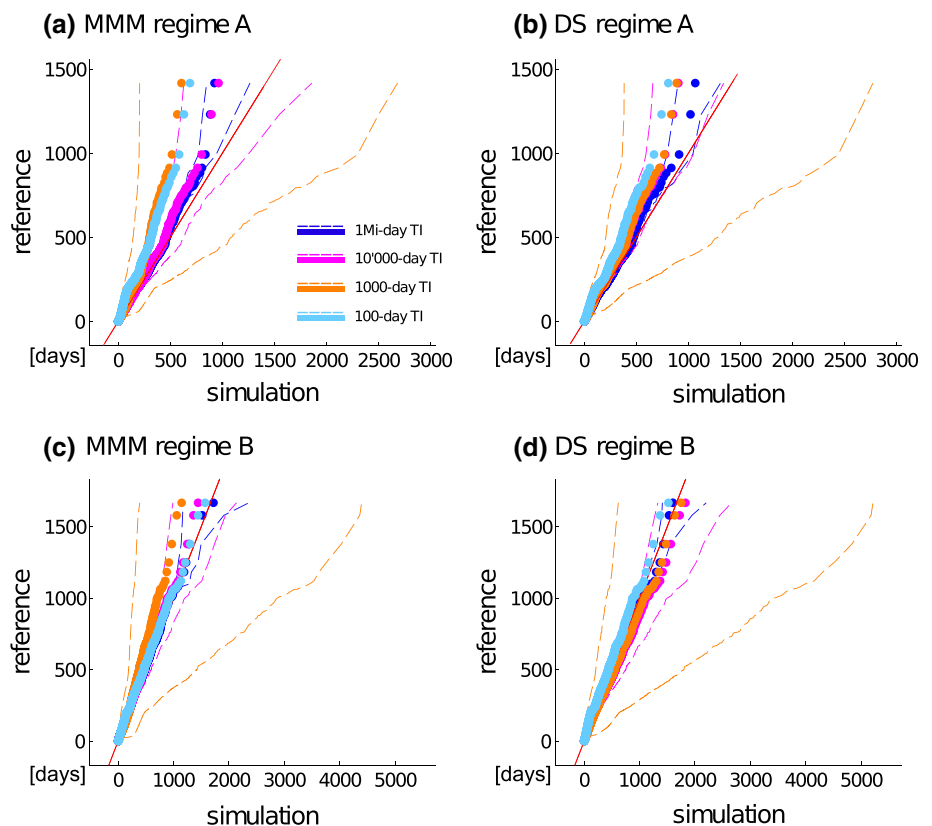 (a) MMM regime A
1500
1000
500
0
reference
[days]
0 500 1000 1500 2000 2500 3000
simulation
1Mi-day TI
10'000-day TI
1000-day TI
100-day TI
(b) DS regime A
1500
1000
500
0
reference
[days]
0 500 1000 1500 2000 2500 3000
simulation
(c) MMM regime B
1500
1000
500
0
reference
[days]
0 1000 2000 3000 4000 5000
simulation
(d) DS regime B
1500
1000
500
0
reference
[days]
0 1000 2000 3000 4000 5000
simulation